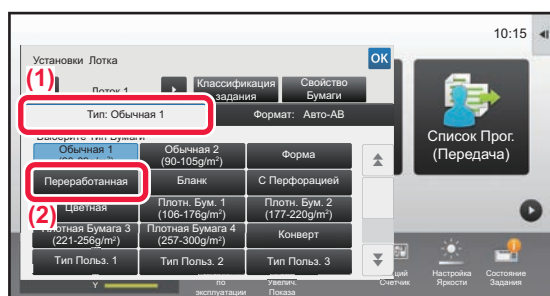 10:15
Установки Лотка
OK
(1)
Лоток 1
Классификация
задания
Свойство
Бумаги
Тип: Обычная 1
Формат: Авто-AB
Выберите Тип Бумаги
Обычная 1
Обычная 2
(90-105g/m²)
Форма
Переработанная
Бланк
С Перфорацией
(2)
Цветная
Плотн. Бум. 1
(106-176g/m²)
Плотн. Бум. 2
(177-220g/m²)
Плотная Бумага 3
(221-256g/m²)
Плотная Бумага 4
(257-300g/m²)
Конверт
Тип Польз. 1
Тип Польз. 2
Тип Польз. 3
Список Прог.
(Передача)
Y
по
эксплуатации
Увелич.
Показа
Счетчик
Настройка
Яркости
Состояние
Задания